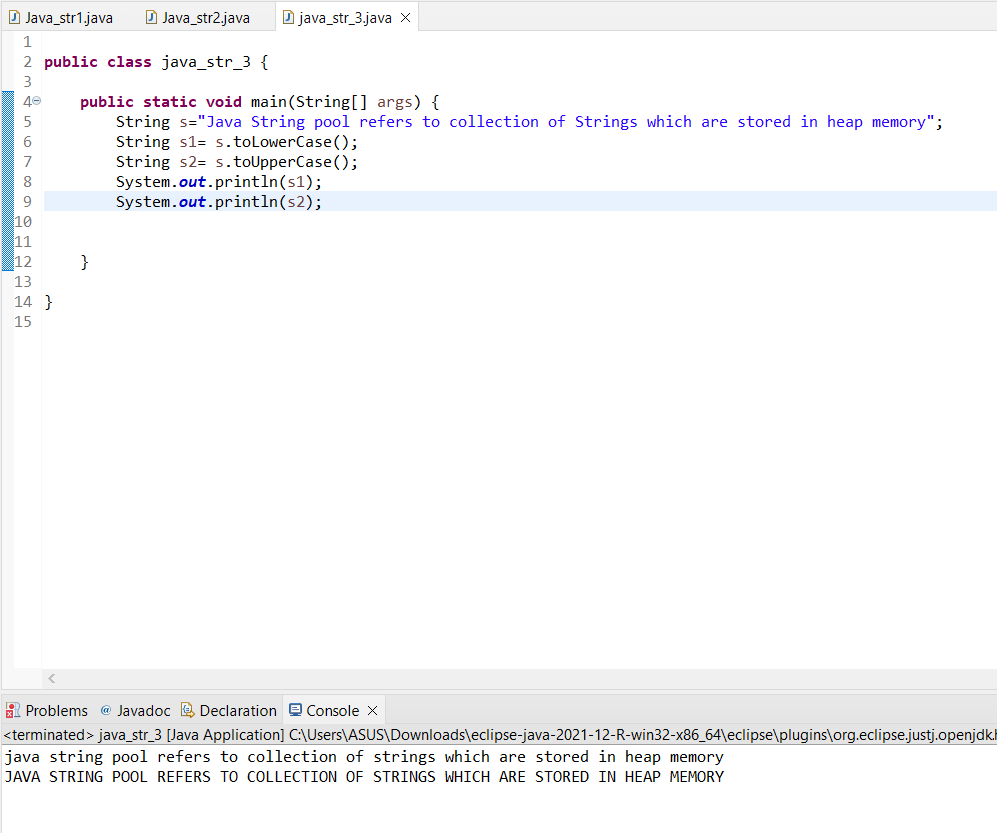 Java_str1.java Java_str2.java java_str_3.java
1
2 public class java_str_3 {
3
4 public static void main(String[] args) {
5 String s="Java String pool refers to collection of Strings which are stored in heap memory";
6 String s1= s.toLowerCase();
7 String s2= s.toUpperCase();
8 System.out.println(s1);
9 System.out.println(s2);
10
11
12 }
13
14 }
15
Problems Javadoc Declaration Console
<terminated> java_str_3 [Java Application] C:\Users\ASUS\Downloads\eclipse-java-2021-12-R-win32-x86_64\eclipse\plugins\org.eclipse.justj.openjdk.h
java string pool refers to collection of strings which are stored in heap memory
JAVA STRING POOL REFERS TO COLLECTION OF STRINGS WHICH ARE STORED IN HEAP MEMORY